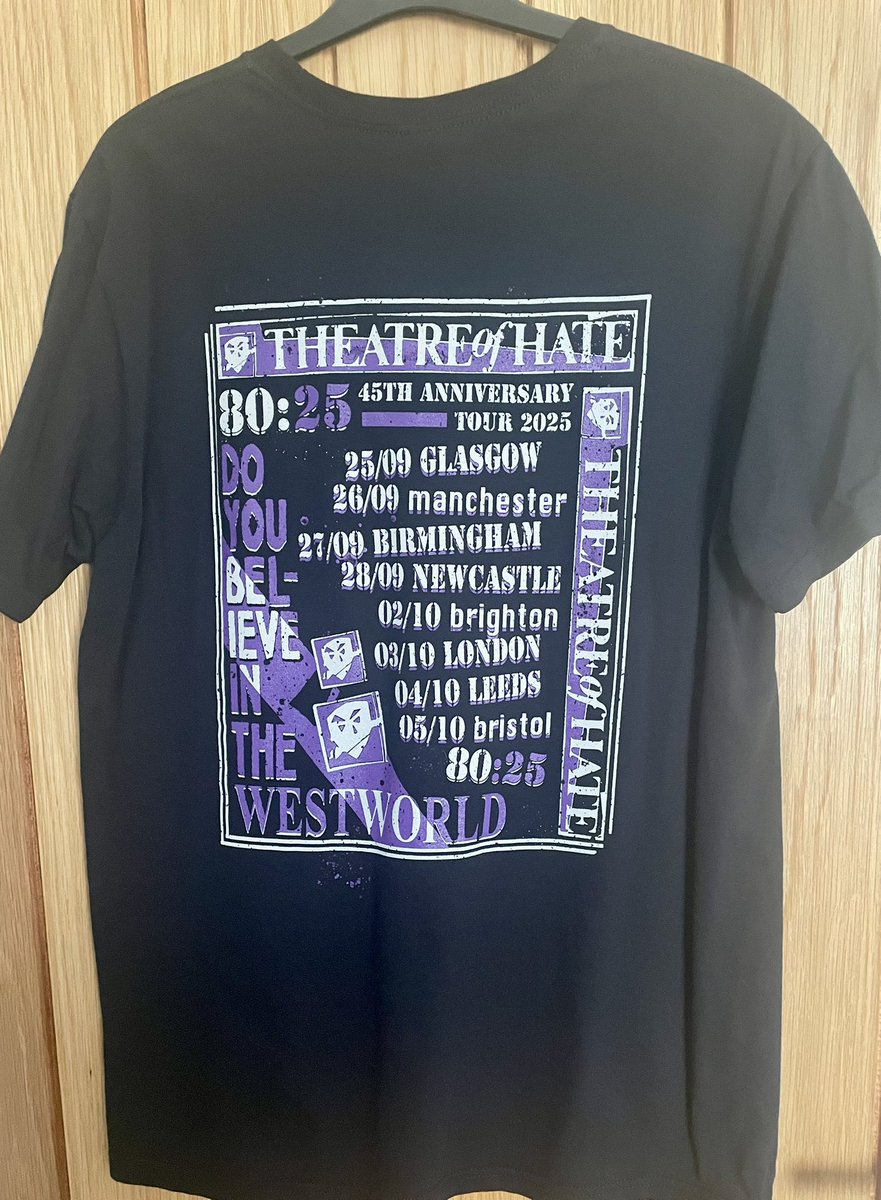 THEATRE of HATE
80:25 45TH ANNIVERSARY
TOUR 2025
25/09 GLASGOW
26/09 manchester
27/09 BIRMINGHAM
28/09 NEWCASTLE
02/10 brighton
03/10 LONDON
04/10 LEEDS
05/10 bristol
80:25
DO
YOU
BEL-
IEVE
IN
THE
WESTWORLD
THEATRE of HATE